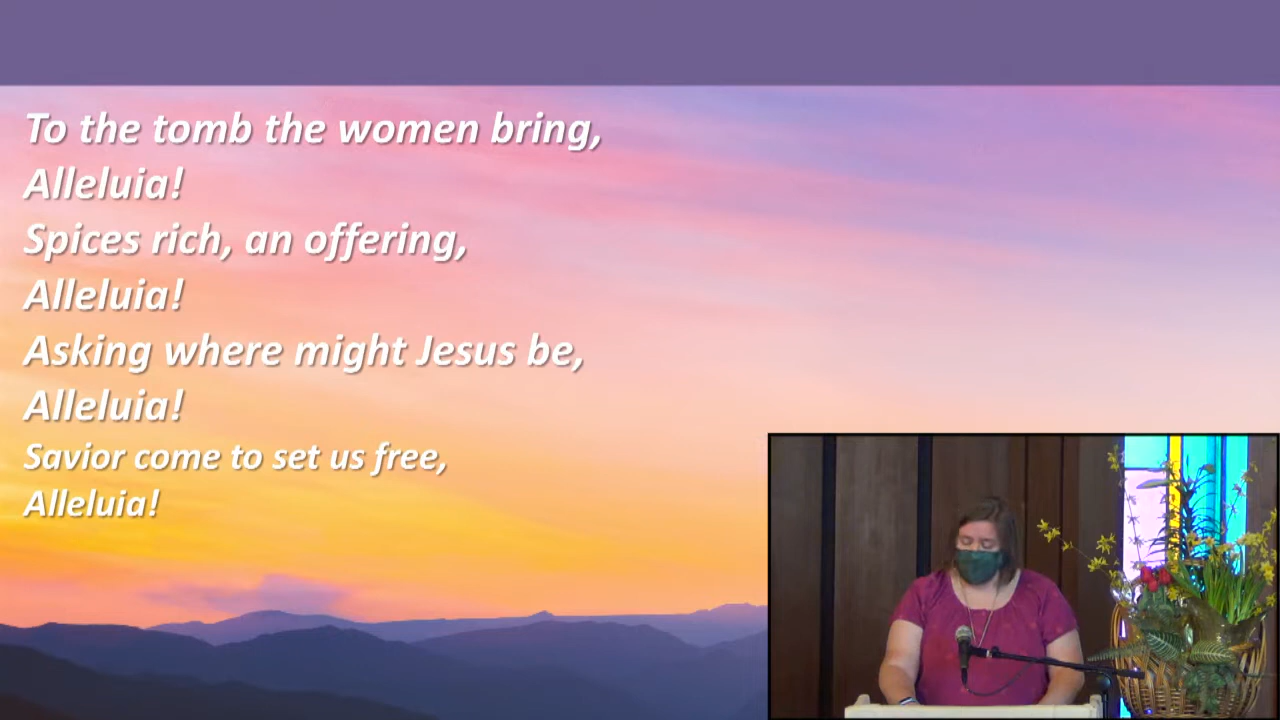 To the tomb the women bring,
Alleluia!
Spices rich, an offering,
Alleluia!
Asking where might Jesus be,
Alleluia!
Savior come to set us free,
Alleluia!